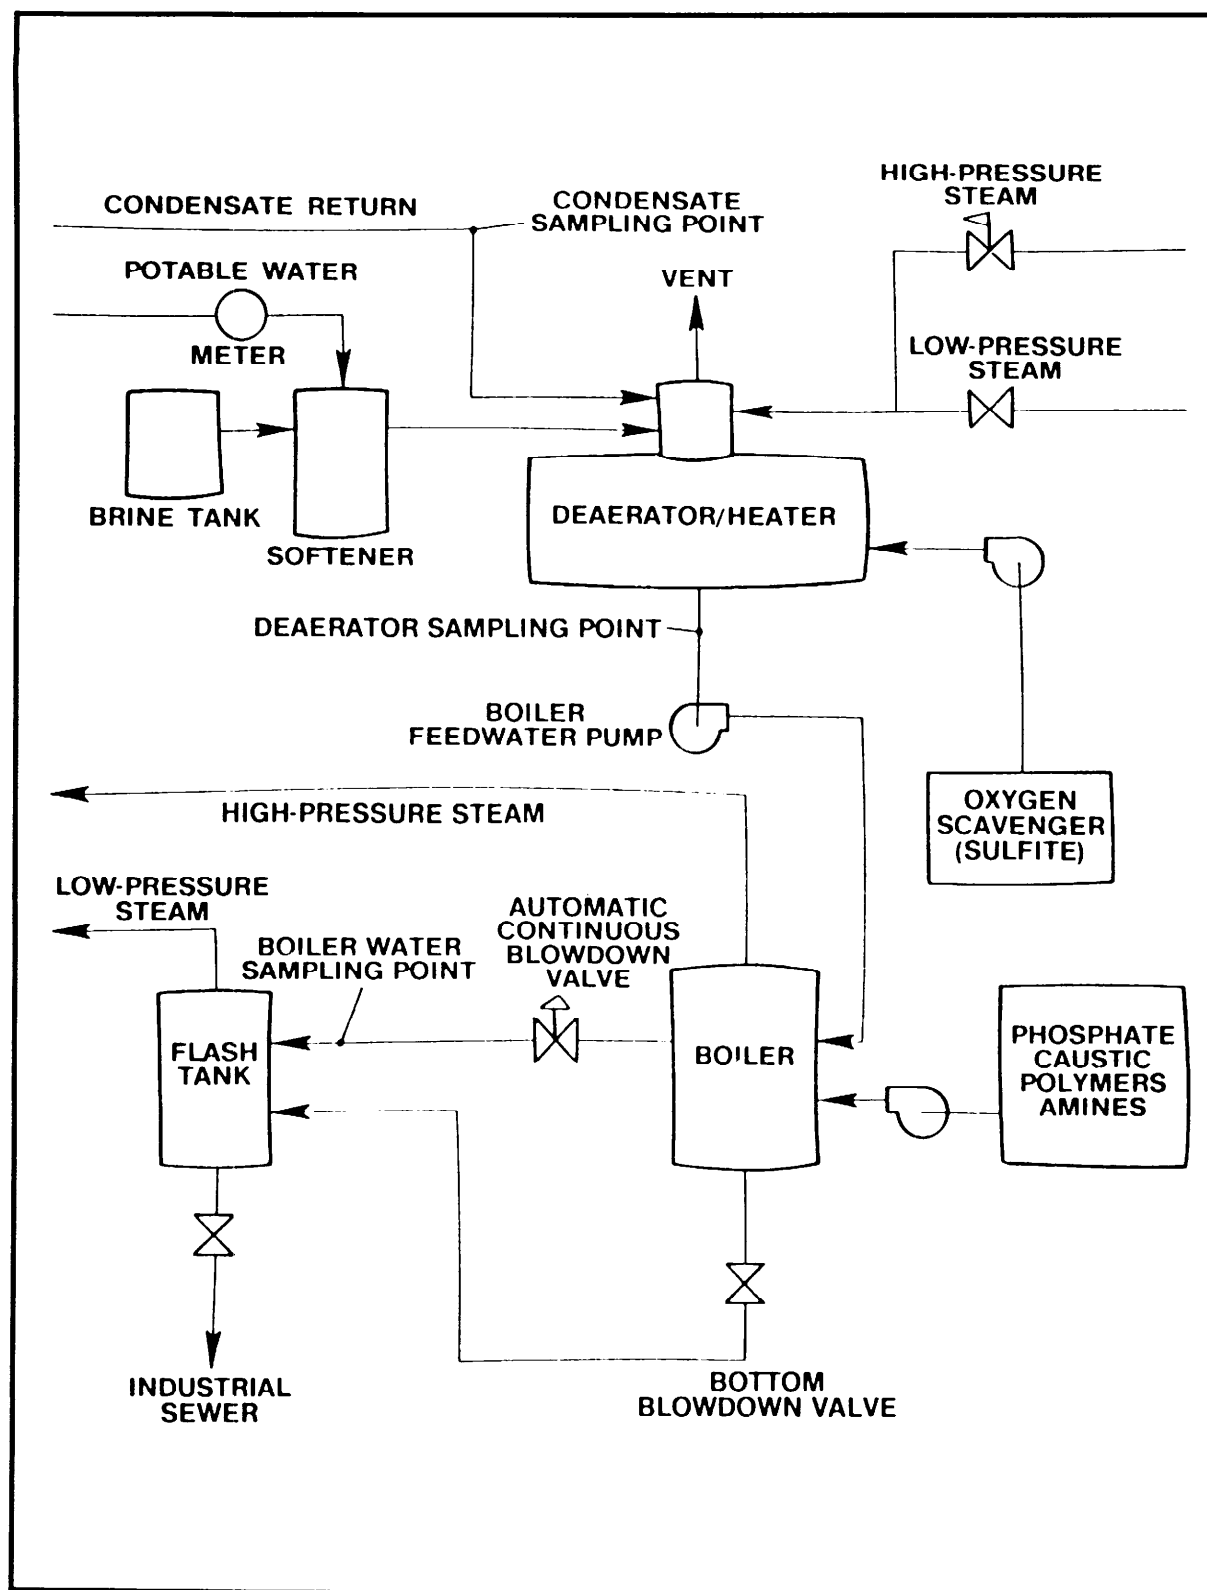 HIGH-PRESSURE
STEAM
CONDENSATE RETURN
CONDENSATE
SAMPLING POINT
POTABLE WATER
VENT
METER
LOW-PRESSURE
STEAM
BRINE TANK
SOFTENER
DEAERATOR/HEATER
DEAERATOR SAMPLING POINT
BOILER
FEEDWATER PUMP
HIGH-PRESSURE STEAM
OXYGEN
SCAVENGER
(SULFITE)
LOW-PRESSURE
STEAM
BOILER WATER
SAMPLING POINT
AUTOMATIC
CONTINUOUS
BLOWDOWN
VALVE
FLASH
TANK
BOILER
PHOSPHATE
CAUSTIC
POLYMERS
AMINES
INDUSTRIAL
SEWER
BOTTOM
BLOWDOWN VALVE